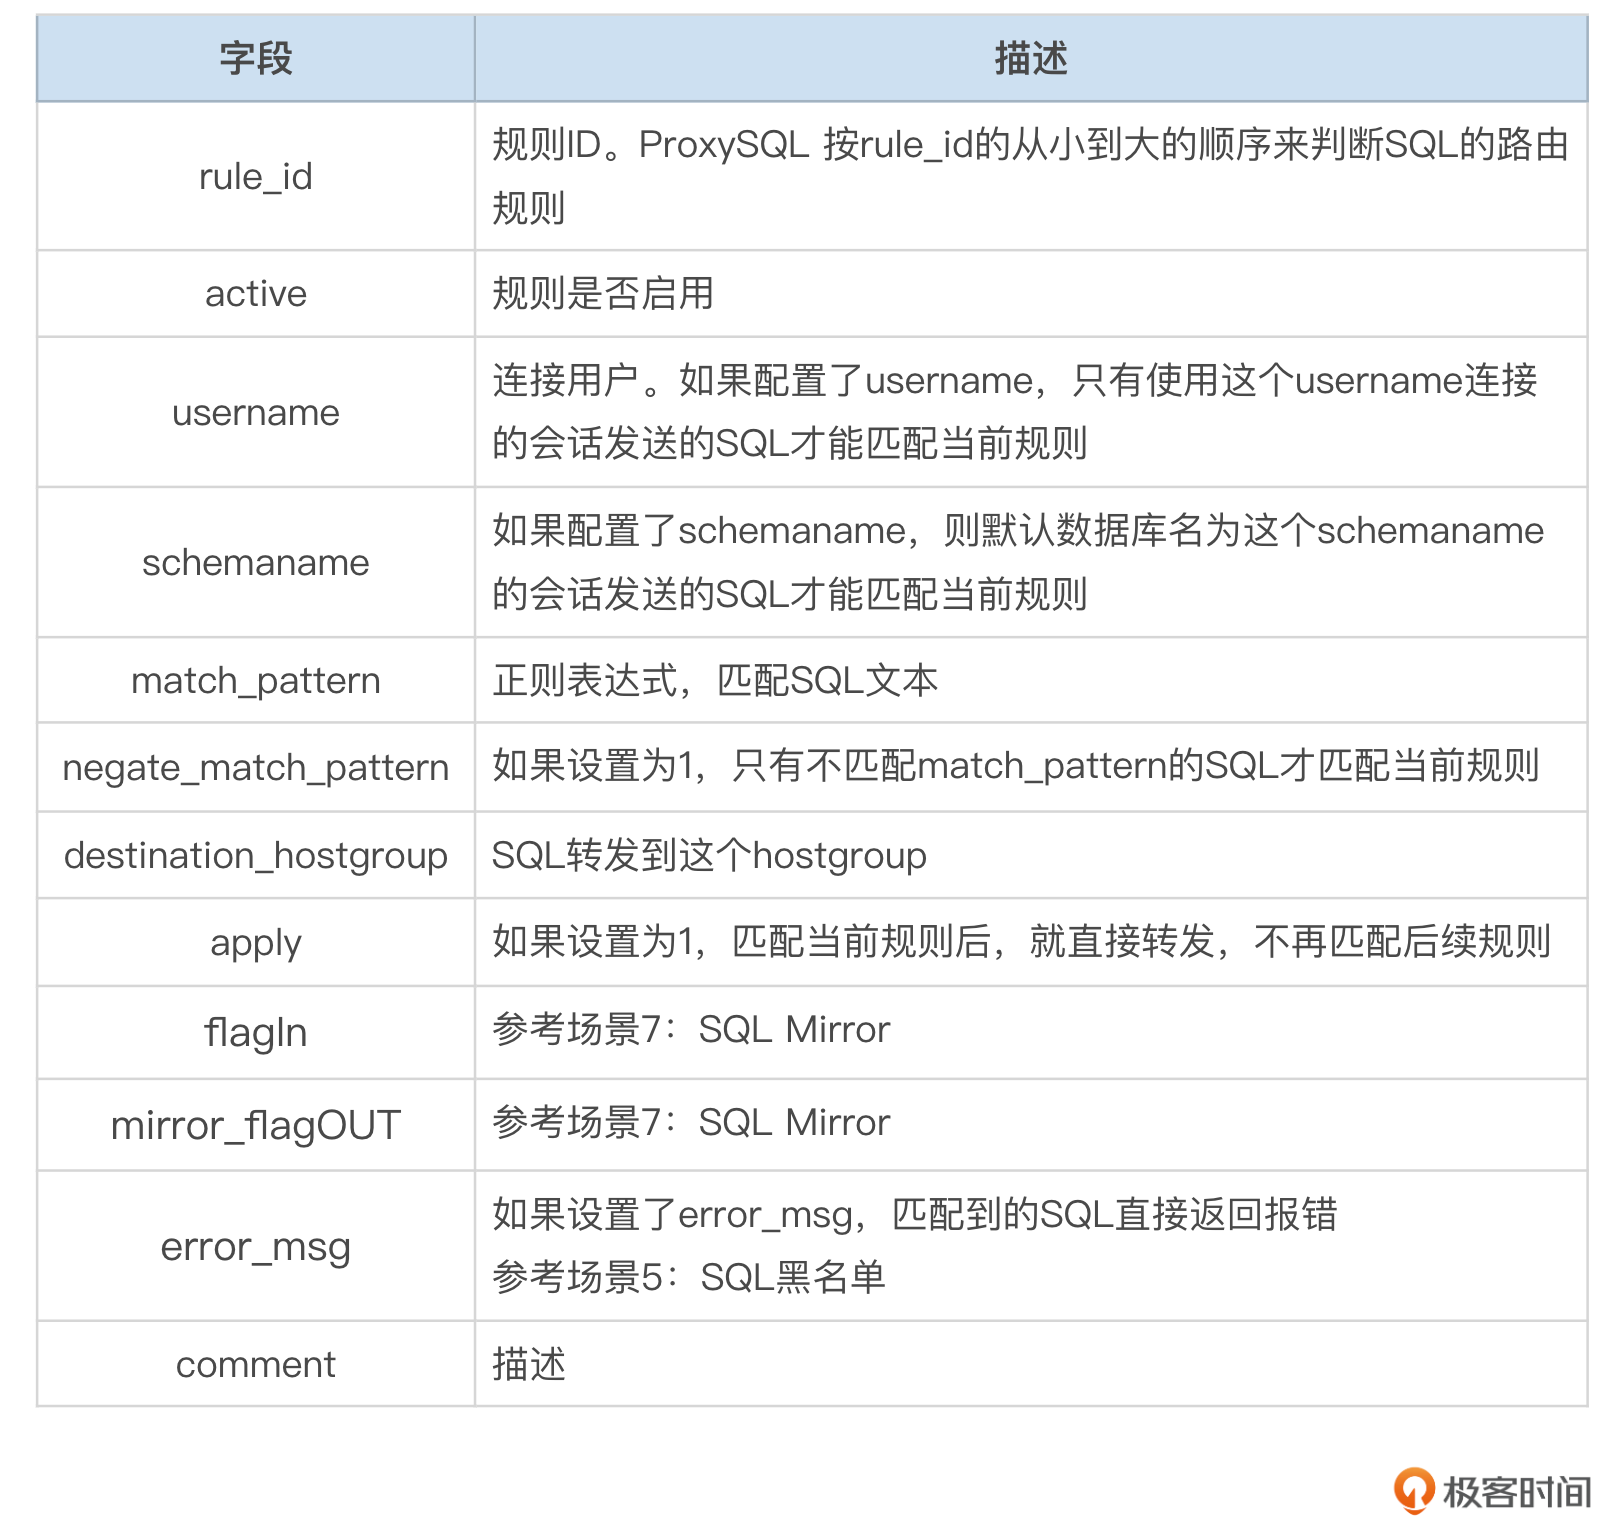 字段
描述
rule_id
规则ID。ProxySQL 按rule_id的从小到大的顺序来判断SQL的路由
规则
active
规则是否启用
username
连接用户。如果配置了username，只有使用这个username连接
的会话发送的SQL才能匹配当前规则
schemaname
如果配置了schemaname，则默认数据库名为这个schemaname
的会话发送的SQL才能匹配当前规则
match_pattern
正则表达式，匹配SQL文本
negate_match_pattern
如果设置为1，只有不匹配match_pattern的SQL才匹配当前规则
destination_hostgroup
SQL转发到这个hostgroup
apply
如果设置为1，匹配当前规则后，就直接转发，不再匹配后续规则
flagIn
参考场景7：SQL Mirror
mirror_flagOUT
参考场景7：SQL Mirror
error_msg
如果设置了error_msg，匹配到的SQL直接返回报错
参考场景5：SQL黑名单
comment
描述
极客时间